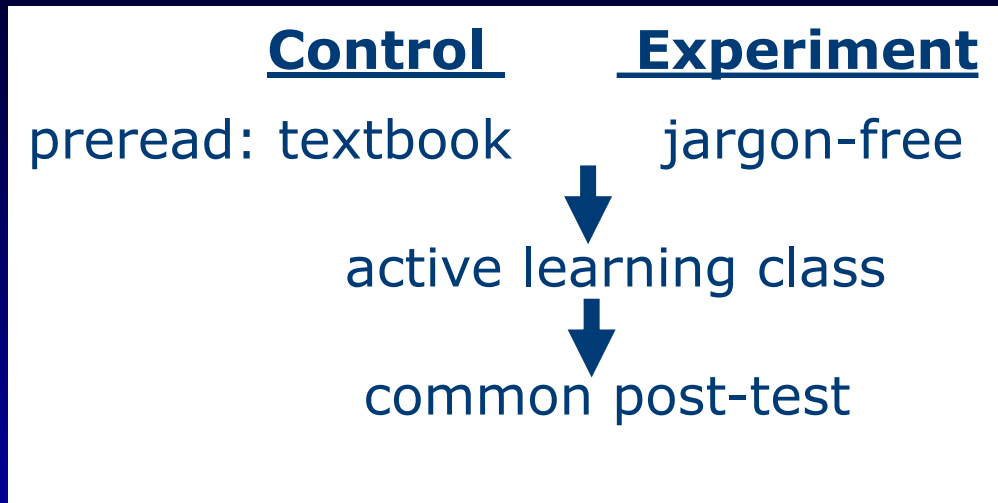 Control Experiment
preread: textbook jargon-free
active learning class
common post-test